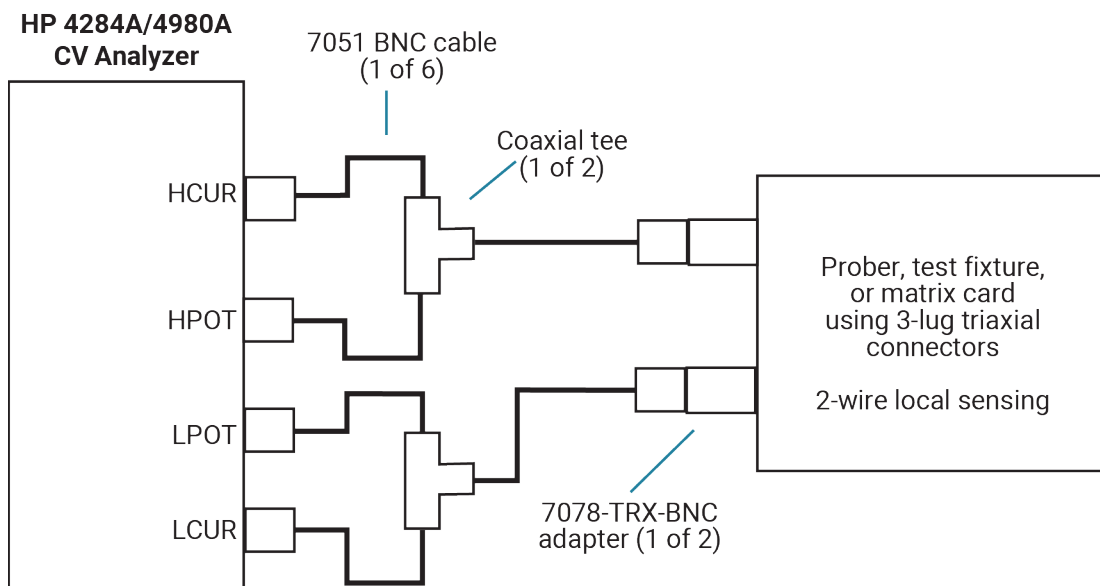 HP 4284A/4980A
CV Analyzer
7051 BNC cable
(1 of 6)
Coaxial tee
(1 of 2)
HCUR
HPOT
LPOT
LCUR
Prober, test fixture,
or matrix card
using 3-lug triaxial
connectors
2-wire local sensing
7078-TRX-BNC
adapter (1 of 2)